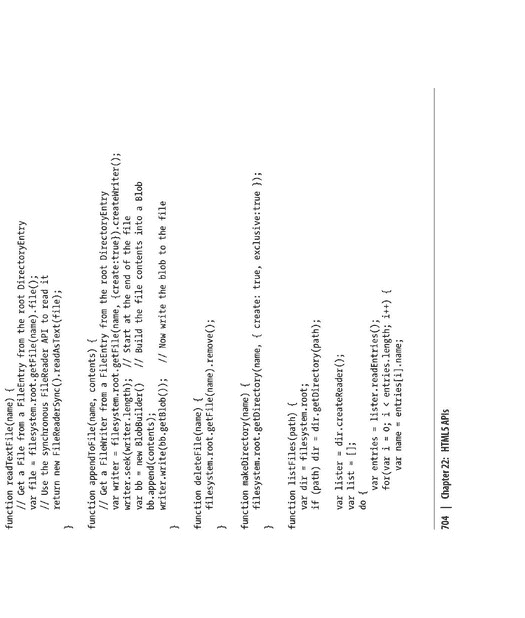 function readTextFile(name) {
// Get a File from a FileEntry from the root DirectoryEntry
var file = filesystem.root.getFile(name).file();
// Use the synchronous FileReader API to read it
return new FileReaderSync().readAsText(file);
}
function appendToFile(name, contents) {
// Get a FileWriter from a FileEntry from the root DirectoryEntry
var writer = filesystem.root.getFile(name, {create:true}).createWriter();
writer.seek(writer.length); // Start at the end of the file
var bb = new BlobBuilder() // Build the file contents into a Blob
bb.append(contents);
writer.write(bb.getBlob()); // Now write the blob to the file
}
function deleteFile(name) {
filesystem.root.getFile(name).remove();
}
function makeDirectory(name) {
filesystem.root.getDirectory(name, { create: true, exclusive:true });
}
function listFiles(path) {
var dir = filesystem.root;
if (path) dir = dir.getDirectory(path);
var lister = dir.createReader();
var list = [];
do {
var entries = lister.readEntries();
for(var i = 0; i < entries.length; i++) {
var name = entries[i].name;
704 | Chapter 22: HTML5 APIs